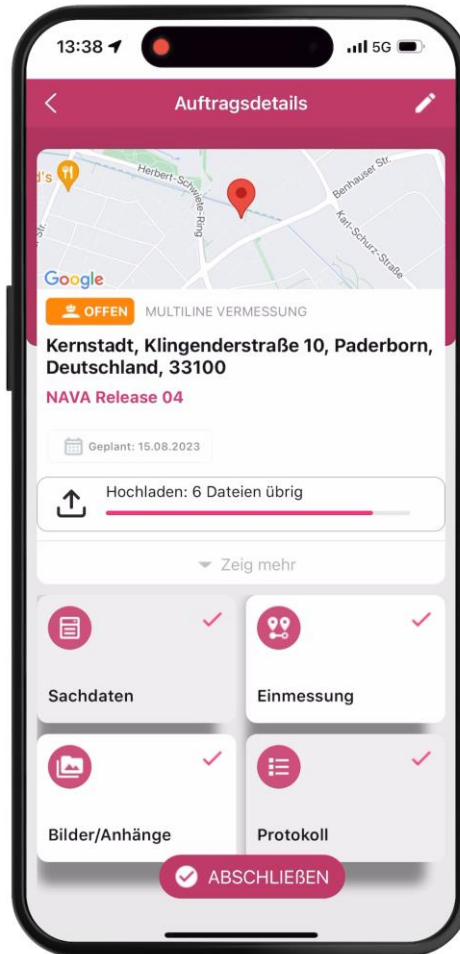 13:38
5G
Auftragsdetails
d's
Herbert-Schwiete-Ring
Benhauser Str.
Karl-Schurz-Straße
Str.
Google
OFFEN MULTILINE VERMESSUNG
Kernstadt, Klingenderstraße 10, Paderborn,
Deutschland, 33100
NAVA Release 04
Geplant: 15.08.2023
Hochladen: 6 Dateien übrig
Zeig mehr
Sachdaten
Einmessung
Bilder/Anhänge
Protokoll
ABSCHLIEẞEN